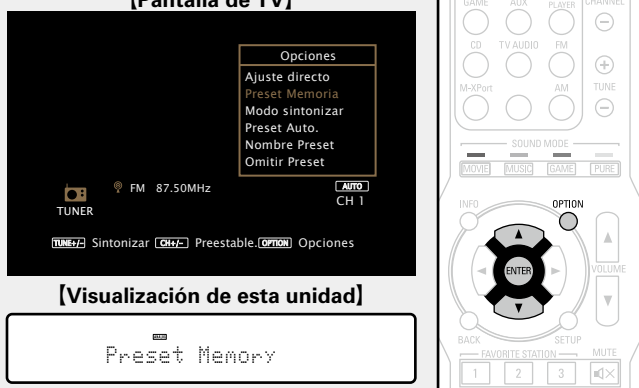 【Pantalla de TV】
Opciones
Ajuste directo
Preset Memoria
Modo sintonizar
Preset Auto.
Nombre Preset
Omitir Preset
FM 87.50MHz
AUTO
CH 1
TUNER
TUNE+/- Sintonizar CH+/- Preestable. OPTION Opciones
【Visualización de esta unidad】
Preset Memory
GAME AUX PLAYER CHANNEL
CD TV AUDIO FM
M-XPort AM TUNE
SOUND MODE
MOVIE MUSIC GAME PURE
INFO OPTION
ENTER
VOLUME
BACK SETUP
FAVORITE STATION MUTE
1 2 3